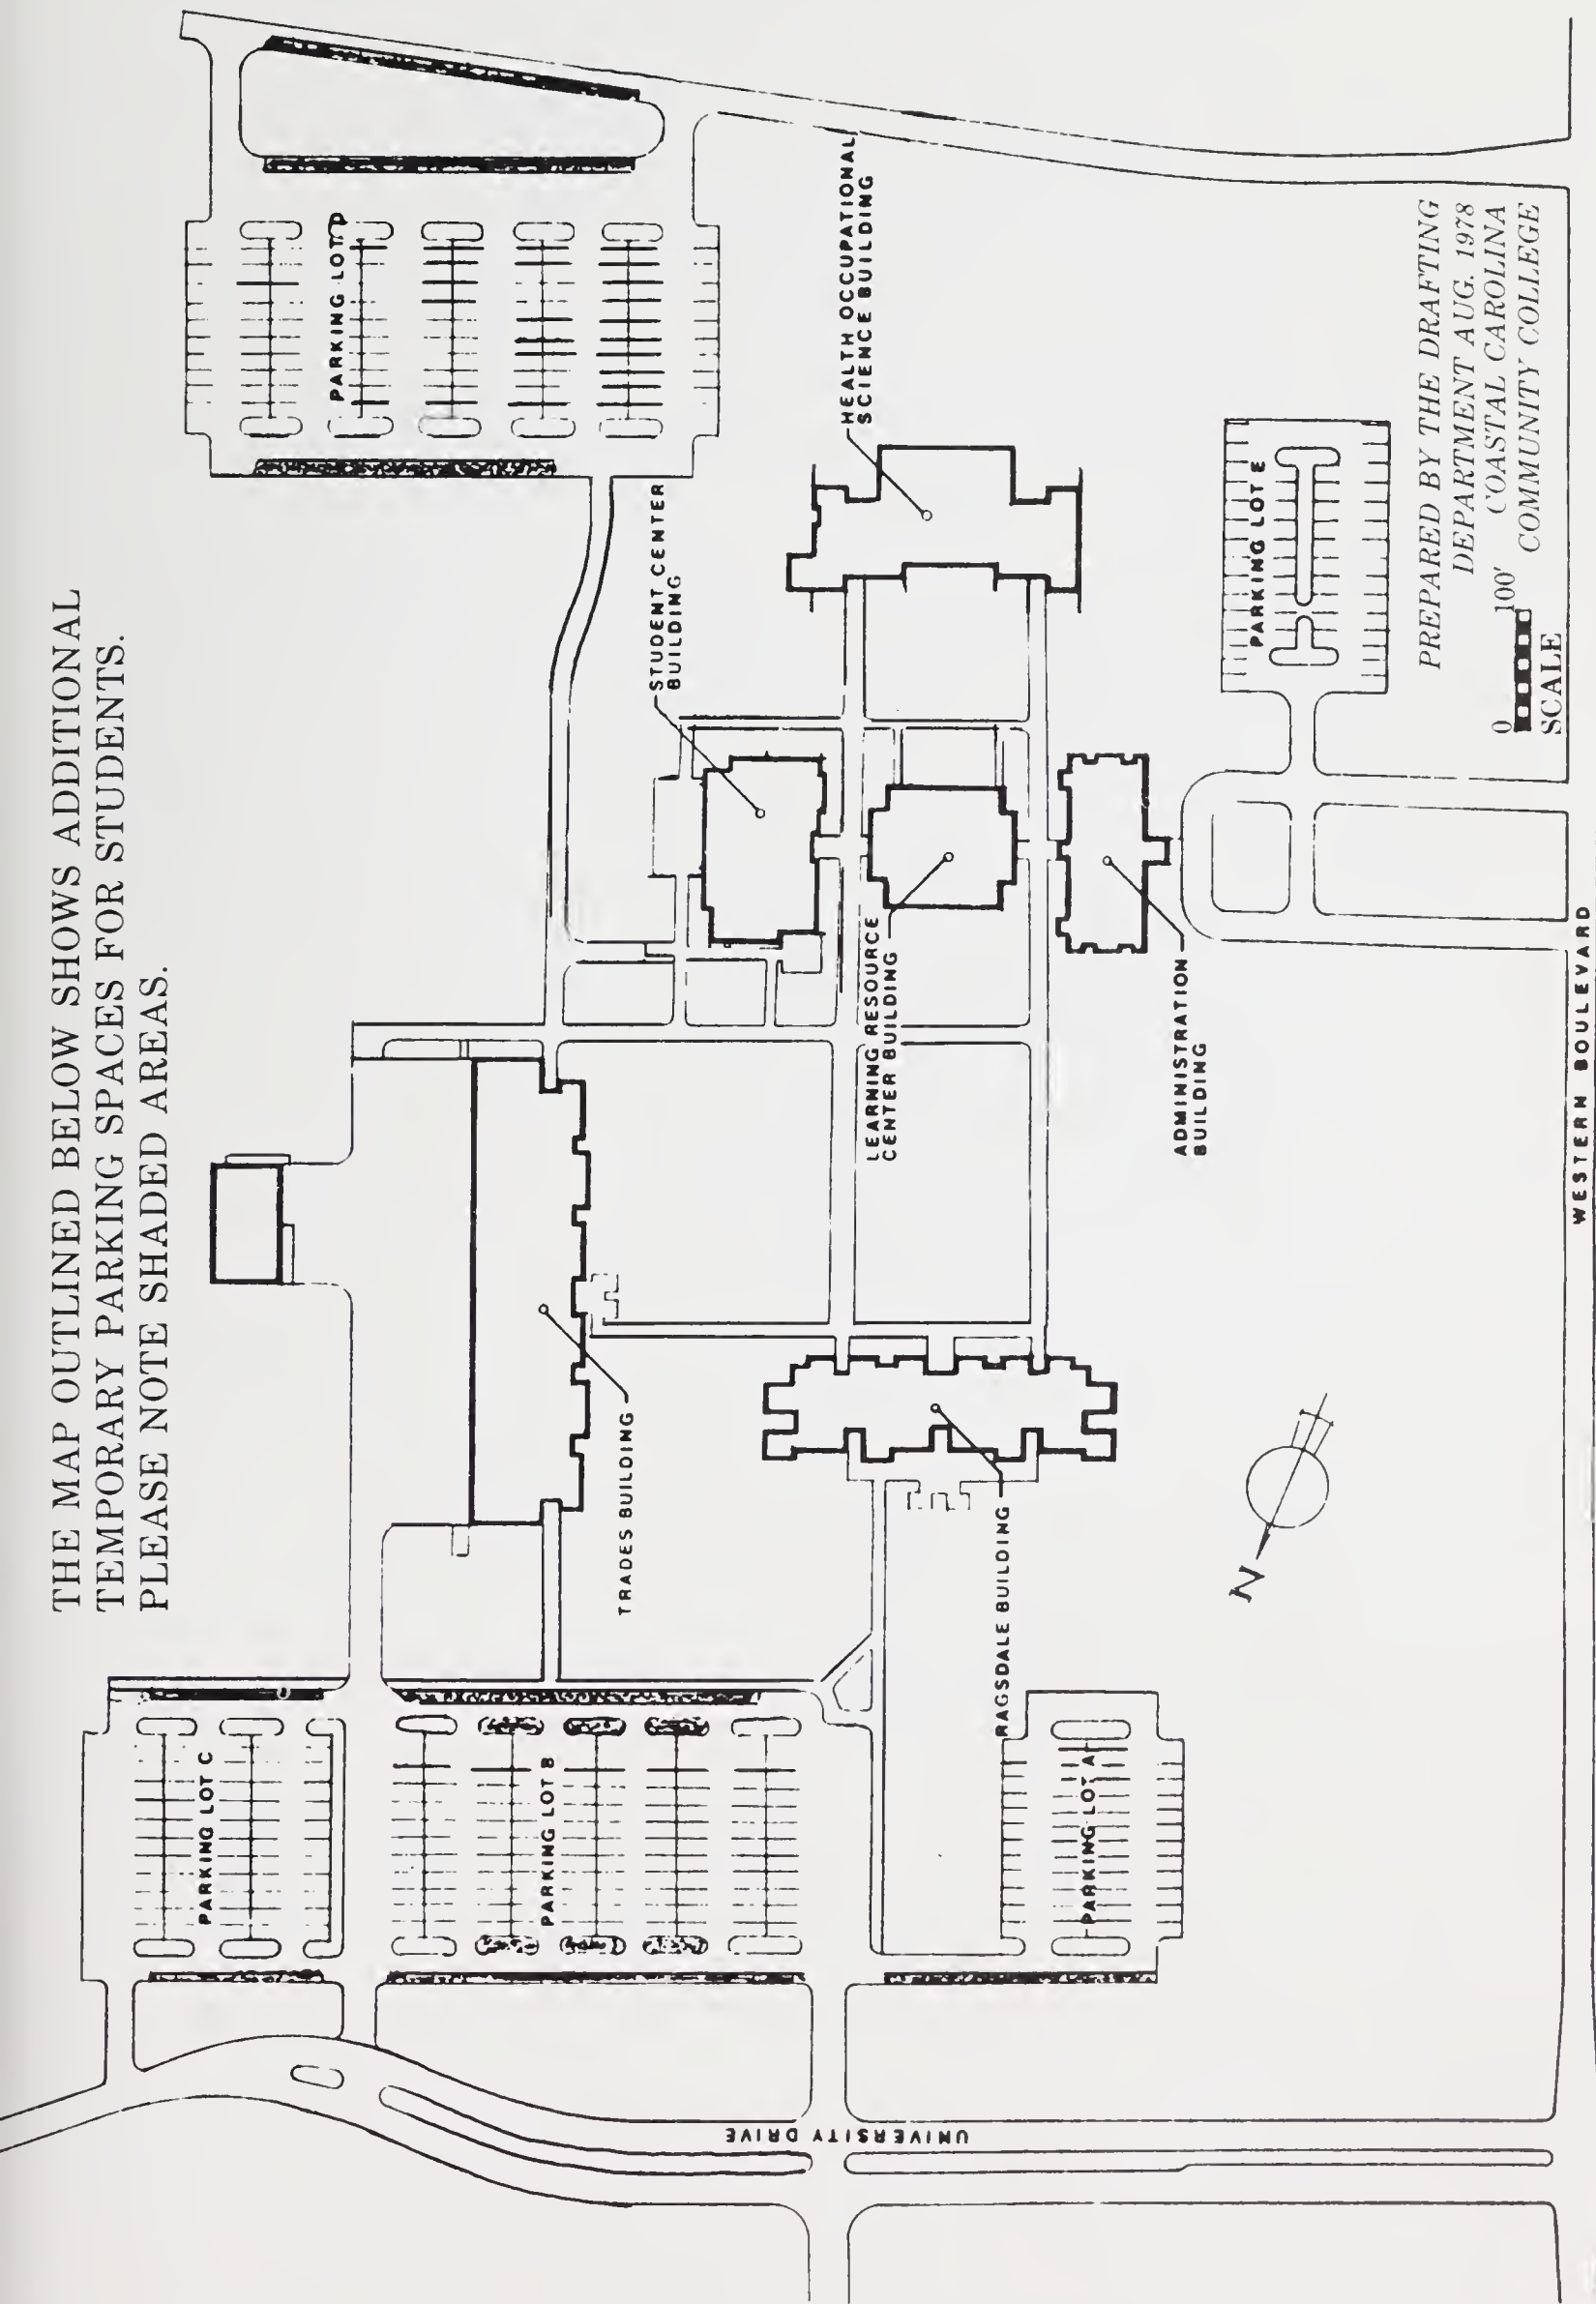 THE MAP OUTLINED BELOW SHOWS ADDITIONAL
TEMPORARY PARKING SPACES FOR STUDENTS.
PLEASE NOTE SHADED AREAS.
PARKING LOT C
PARKING LOT B
PARKING LOT A
PARKING LOT D
PARKING LOT E
TRADES BUILDING
RAGSDALE BUILDING
STUDENT CENTER
BUILDING
LEARNING RESOURCE
CENTER BUILDING
HEALTH OCCUPATIONAL
SCIENCE BUILDING
ADMINISTRATION
BUILDING
UNIVERSITY DRIVE
WESTERN BOULEVARD
N
PREPARED BY THE DRAFTING
DEPARTMENT AUG. 1978
COASTAL CAROLINA
COMMUNITY COLLEGE
0 100'
SCALE